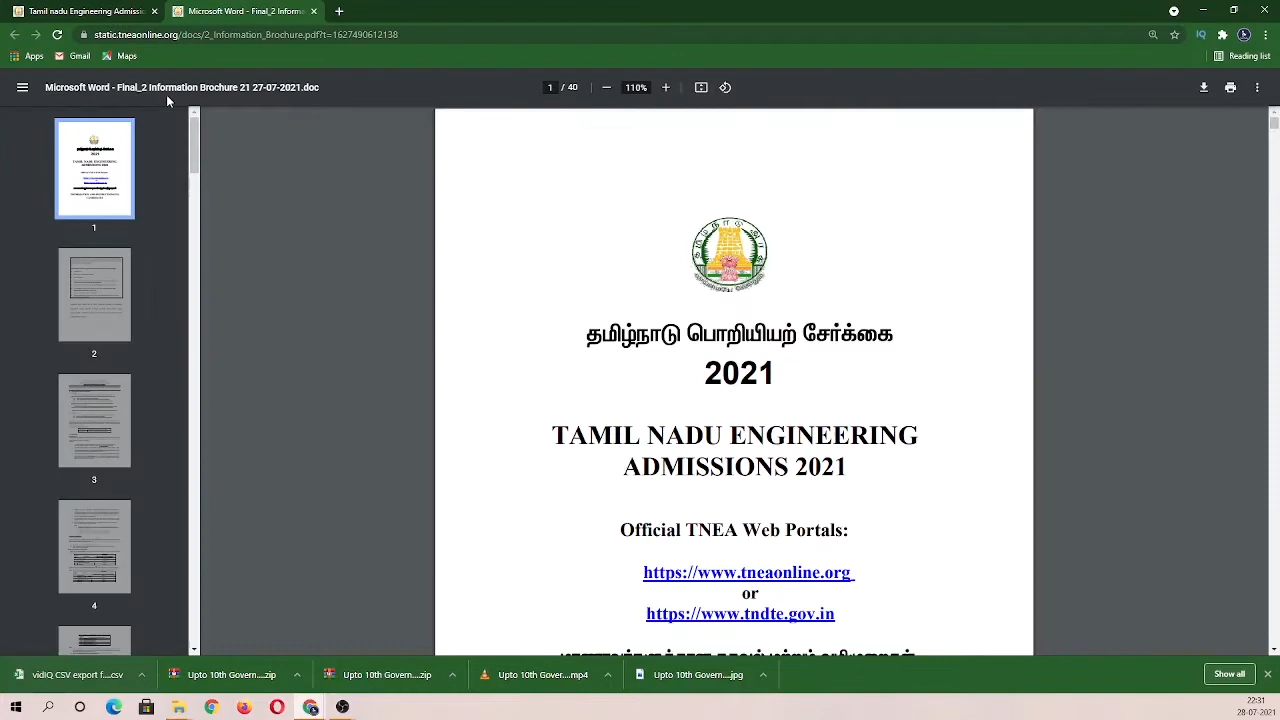 Tamil nadu Engineering Admissio
Microsoft Word - Final_2 Informa
static.tneaonline.org/docs/2_Information_Brochure.pdf?t=1627490612138
Apps
Gmail
Maps
Reading list
Microsoft Word - Final_2 Information Brochure 21 27-07-2021.doc
1 / 40
110%
1
2
3
4
தமிழ்நாடு பொறியியற் சேர்க்கை
2021
TAMIL NADU ENGINEERING
ADMISSIONS 2021
Official TNEA Web Portals:
https://www.tneaonline.org
or
https://www.tndte.gov.in
vidIQ CSV export f....csv
Upto 10th Govern....zip
Upto 10th Govern....zip
Upto 10th Gover....mp4
Upto 10th Govern....jpg
Show all
22:31
28-07-2021